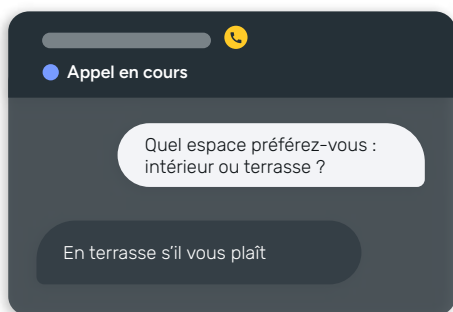 Appel en cours
Quel espace préférez-vous :
intérieur ou terrasse ?
En terrasse s’il vous plaît